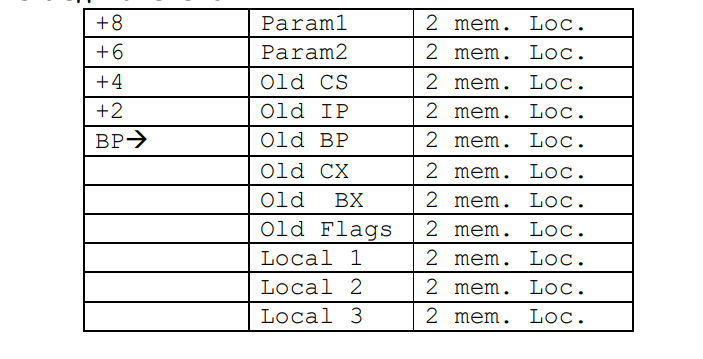 +8 Param1 2 mem. Loc.
+6 Param2 2 mem. Loc.
+4 Old CS 2 mem. Loc.
+2 Old IP 2 mem. Loc.
BP→ Old BP 2 mem. Loc.
Old CX 2 mem. Loc.
Old BX 2 mem. Loc.
Old Flags 2 mem. Loc.
Local 1 2 mem. Loc.
Local 2 2 mem. Loc.
Local 3 2 mem. Loc.